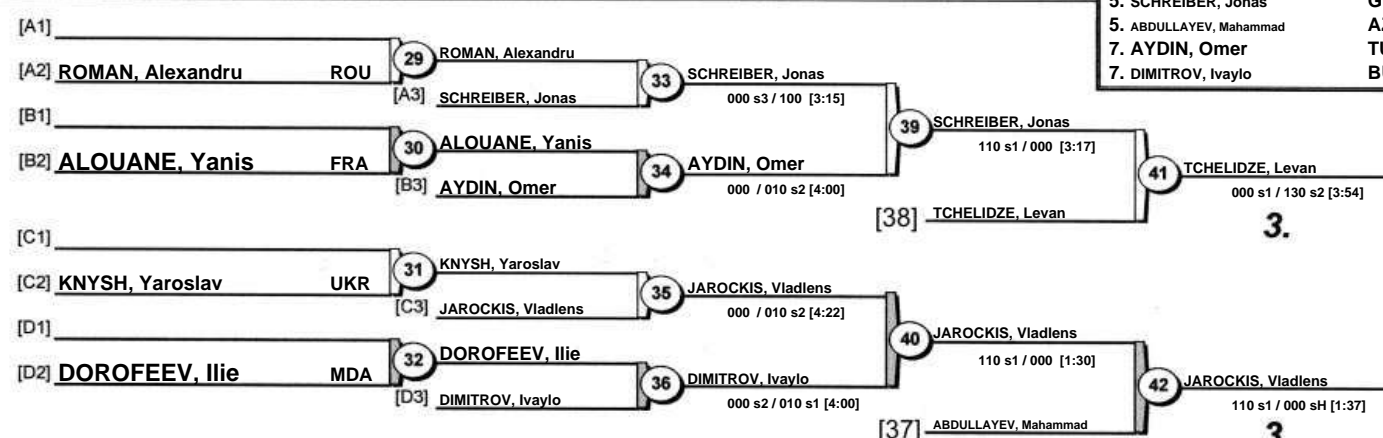 5. SCHREIBER, Jonas G
5. ABDULLAYEV, Mahammad AZ
7. AYDIN, Omer TU
7. DIMITROV, Ivaylo BU
[A1]
[A2] ROMAN, Alexandru ROU
29 ROMAN, Alexandru
[A3] SCHREIBER, Jonas
33 SCHREIBER, Jonas
000 s3 / 100 [3:15]
[B1]
[B2] ALOUANE, Yanis FRA
30 ALOUANE, Yanis
[B3] AYDIN, Omer
34 AYDIN, Omer
000 / 010 s2 [4:00]
39 SCHREIBER, Jonas
110 s1 / 000 [3:17]
[38] TCHELIDZE, Levan
41 TCHELIDZE, Levan
000 s1 / 130 s2 [3:54]
3.
[C1]
[C2] KNYSH, Yaroslav UKR
31 KNYSH, Yaroslav
[C3] JAROCKIS, Vladlens
35 JAROCKIS, Vladlens
000 / 010 s2 [4:22]
[D1]
[D2] DOROFEEV, Ilie MDA
32 DOROFEEV, Ilie
[D3] DIMITROV, Ivaylo
36 DIMITROV, Ivaylo
000 s2 / 010 s1 [4:00]
40 JAROCKIS, Vladlens
110 s1 / 000 [1:30]
[37] ABDULLAYEV, Mahammad
42 JAROCKIS, Vladlens
110 s1 / 000 sH [1:37]
3